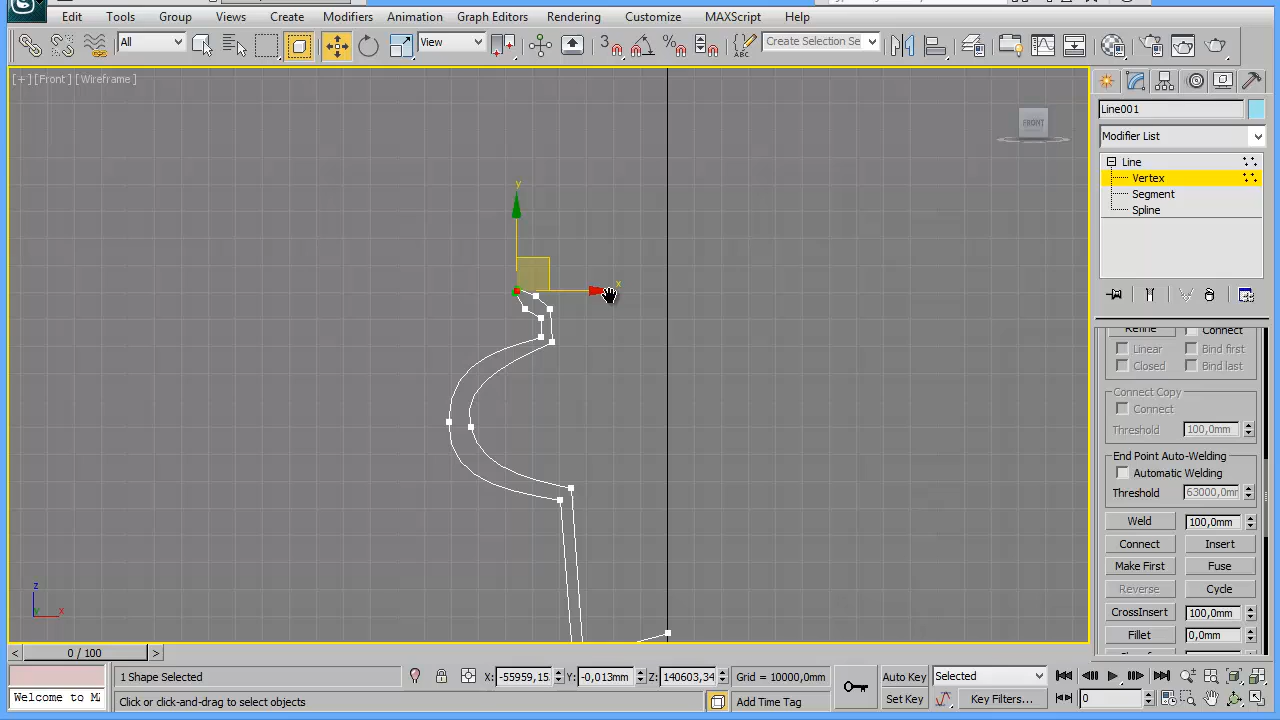 Edit Tools Group Views Create Modifiers Animation Graph Editors Rendering Customize MAXScript Help
All View 3 Create Selection Se
[+] [Front] [Wireframe]
FRONT
y
x
z
y x
Line001
Modifier List
Line
Vertex
Segment
Spline
Refine Connect
Linear Bind first
Closed Bind last
Connect Copy
Connect
Threshold 100,0mm
End Point Auto-Welding
Automatic Welding
Threshold 63000,0m
Weld 100,0mm
Connect Insert
Make First Fuse
Reverse Cycle
CrossInsert 100,0mm
Fillet 0,0mm
< 0 / 100 >
1 Shape Selected X: -55959,15 Y: -0,013mm Z: 140603,34 Grid = 10000,0mm Auto Key Selected
Welcome to M Click or click-and-drag to select objects Add Time Tag Set Key Key Filters... 0